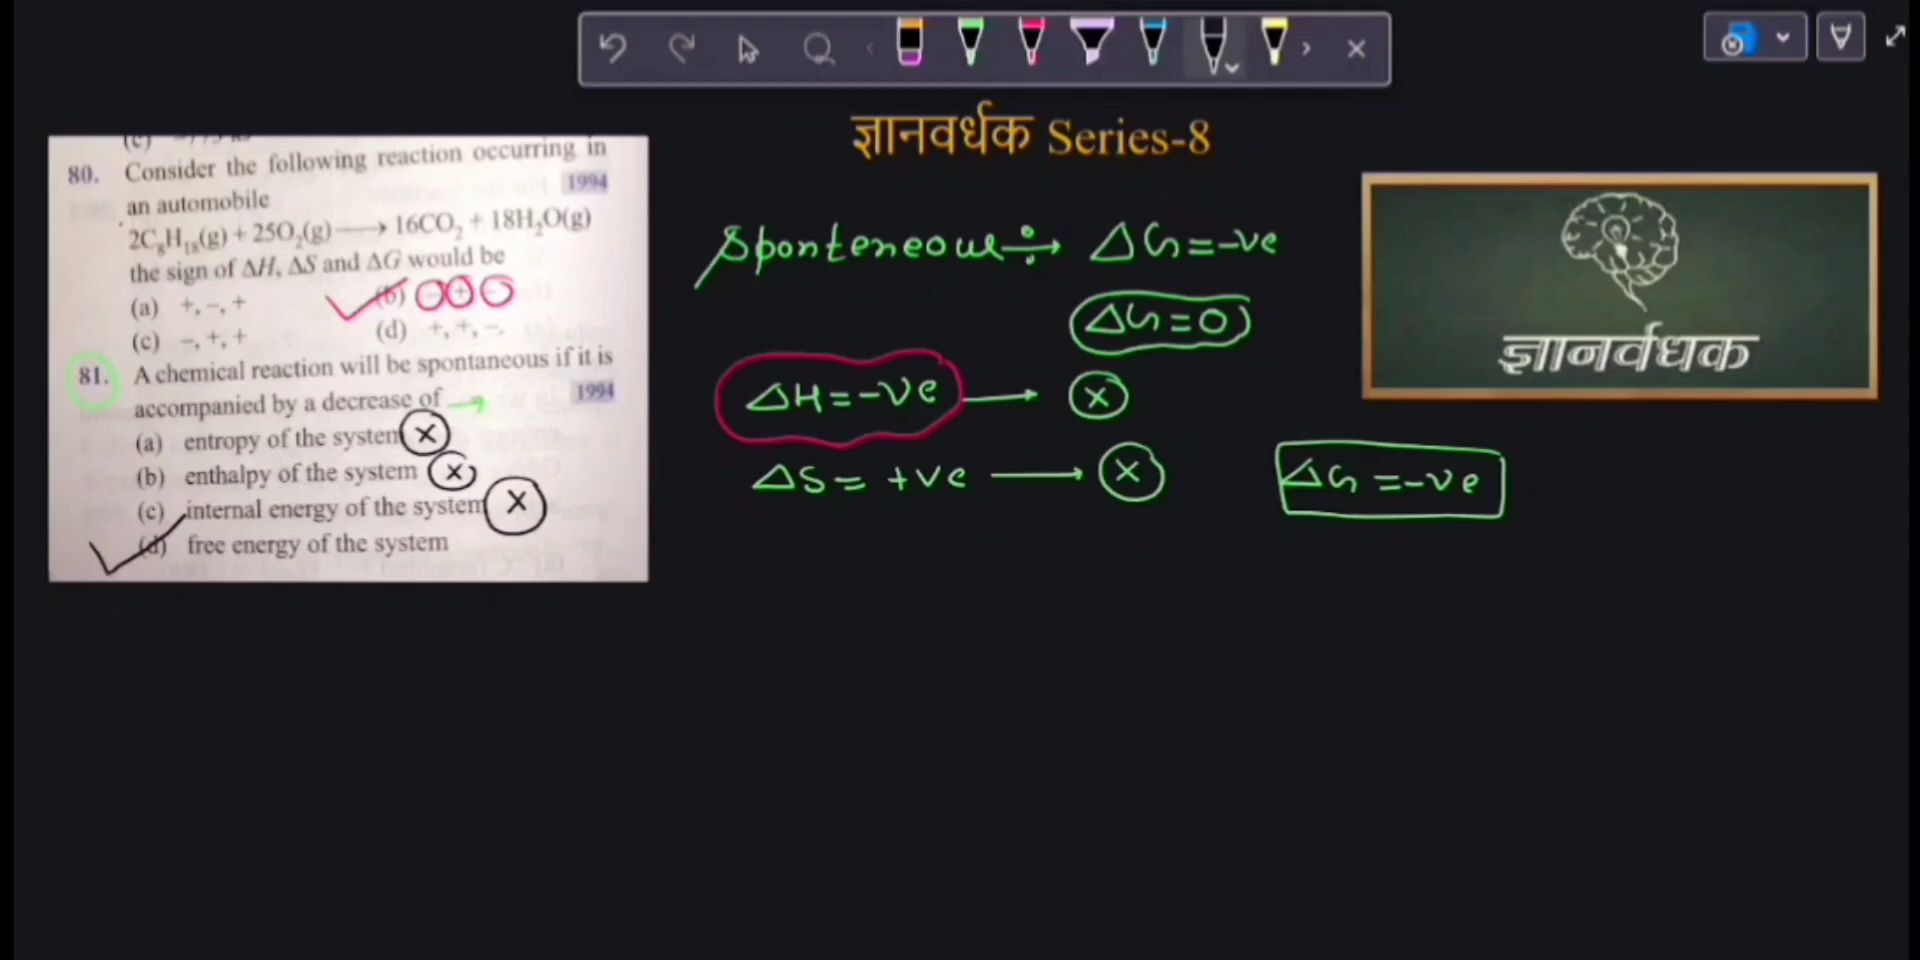 ज्ञानवर्धक Series-8
80. Consider the following reaction occurring in
an automobile 1994
2C₈H₁₈(g) + 25O₂(g) ⟶ 16CO₂ + 18H₂O(g)
the sign of ΔH, ΔS and ΔG would be
(a) +, –, + (b)
(c) –, +, + (d) +, +, –
81. A chemical reaction will be spontaneous if it is
accompanied by a decrease of → 1994
(a) entropy of the system ✗
(b) enthalpy of the system ✗
(c) internal energy of the system ✗
(d) free energy of the system
Sponteneous ÷→ ΔG = -ve
ΔG = 0
ΔH = -ve → ✗
ΔS = +ve → ✗
ΔG = -ve
ज्ञानर्वधक